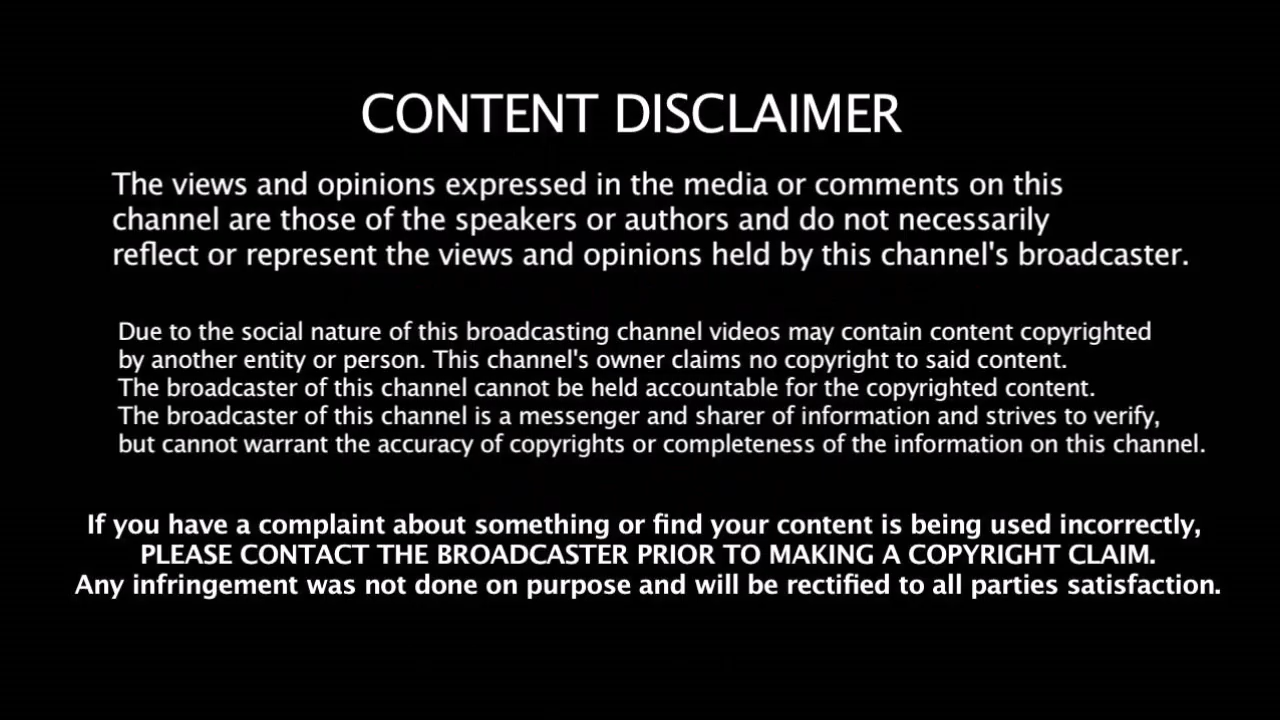 CONTENT DISCLAIMER
The views and opinions expressed in the media or comments on this
channel are those of the speakers or authors and do not necessarily
reflect or represent the views and opinions held by this channel's broadcaster.
Due to the social nature of this broadcasting channel videos may contain content copyrighted
by another entity or person. This channel's owner claims no copyright to said content.
The broadcaster of this channel cannot be held accountable for the copyrighted content.
The broadcaster of this channel is a messenger and sharer of information and strives to verify,
but cannot warrant the accuracy of copyrights or completeness of the information on this channel.
If you have a complaint about something or find your content is being used incorrectly,
PLEASE CONTACT THE BROADCASTER PRIOR TO MAKING A COPYRIGHT CLAIM.
Any infringement was not done on purpose and will be rectified to all parties satisfaction.